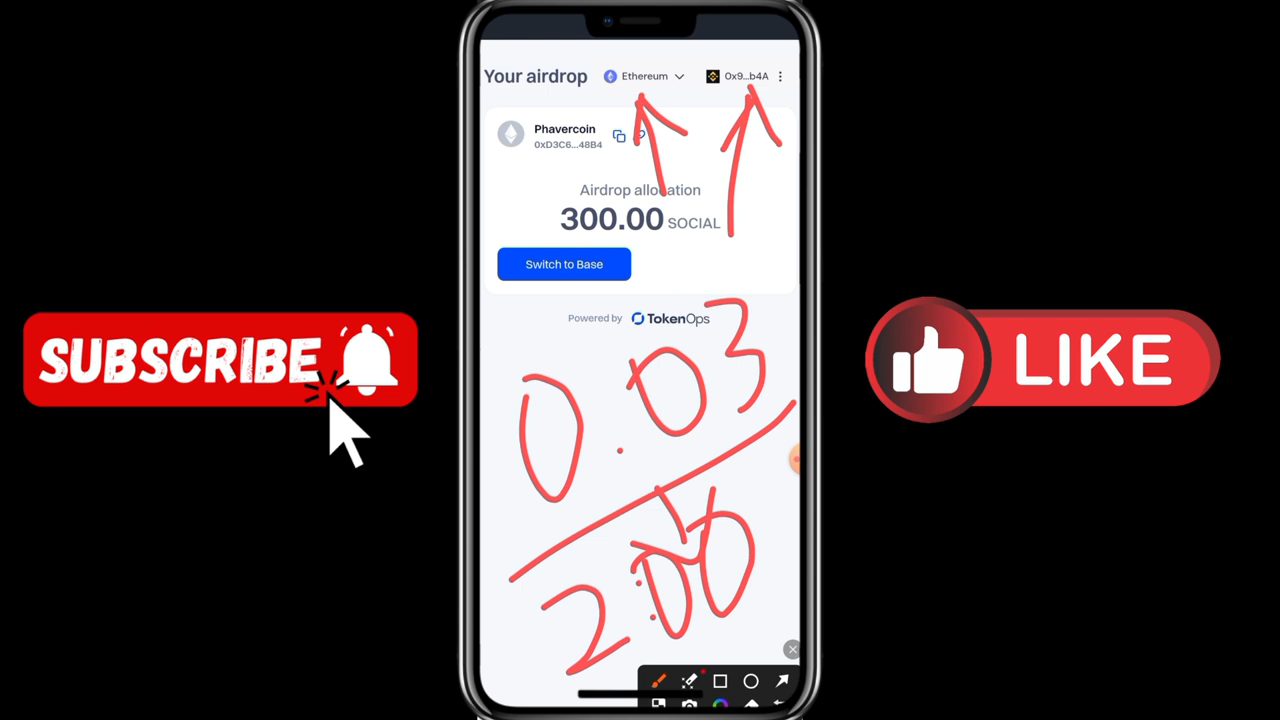 Your airdrop
Ethereum
0x9...b4A
Phavercoin
0xD3C6...48B4
Airdrop allocation
300.00 SOCIAL
Switch to Base
Powered by TokenOps
0.03
SUBSCRIBE
LIKE